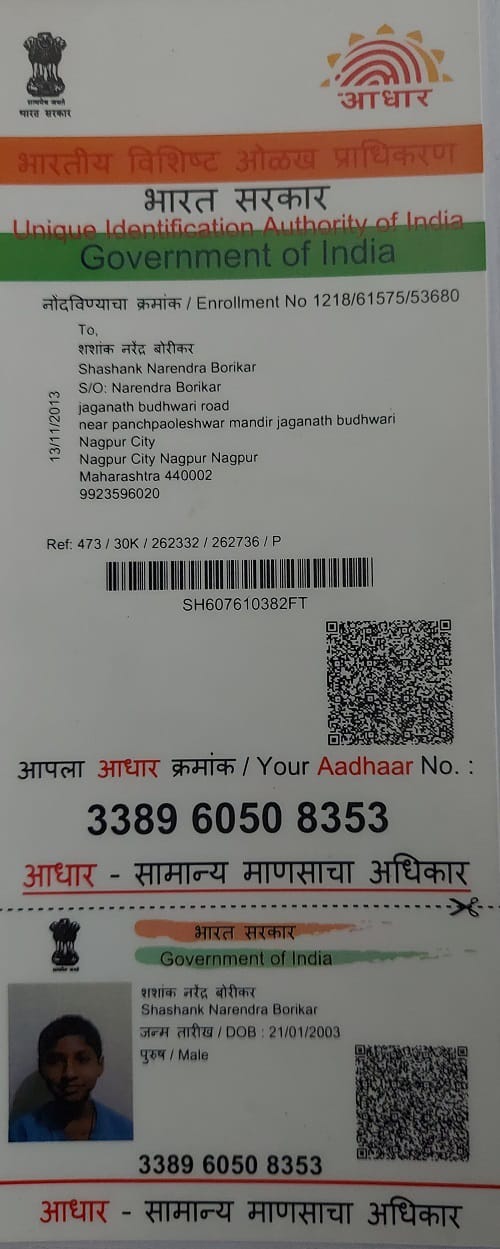 सत्यमेव जयते
भारत सरकार
आधार
भारतीय विशिष्ट ओळख प्राधिकरण
भारत सरकार
Unique Identification Authority of India
Government of India
नोंदविण्याचा क्रमांक / Enrollment No 1218/61575/53680
To,
शशांक नरेंद्र बोरीकर
Shashank Narendra Borikar
S/O: Narendra Borikar
jaganath budhwari road
near panchpaoleshwar mandir jaganath budhwari
Nagpur City
Nagpur City Nagpur Nagpur
Maharashtra 440002
9923596020
13/11/2013
Ref: 473 / 30K / 262332 / 262736 / P
SH607610382FT
आपला आधार क्रमांक / Your Aadhaar No. :
3389 6050 8353
आधार - सामान्य माणसाचा अधिकार
भारत सरकार
Government of India
शशांक नरेंद्र बोरीकर
Shashank Narendra Borikar
जन्म तारीख / DOB : 21/01/2003
पुरुष / Male
3389 6050 8353
आधार - सामान्य माणसाचा अधिकार